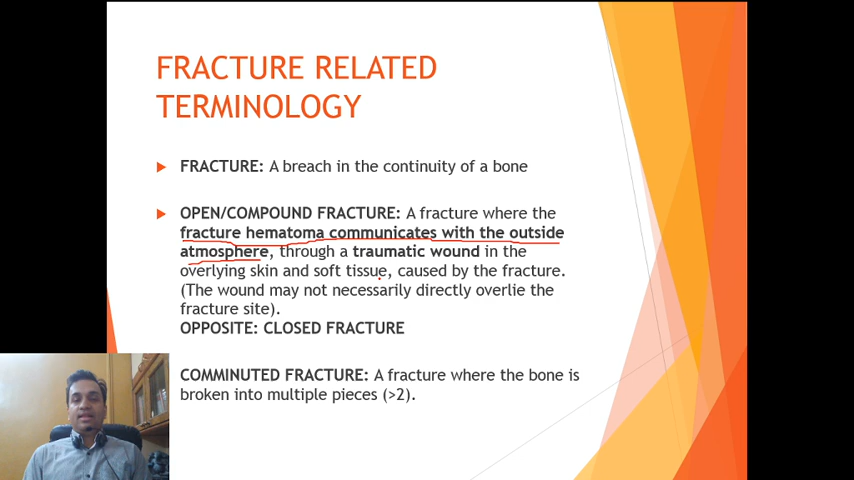 FRACTURE RELATED
TERMINOLOGY
FRACTURE: A breach in the continuity of a bone
OPEN/COMPOUND FRACTURE: A fracture where the
fracture hematoma communicates with the outside
atmosphere, through a traumatic wound in the
overlying skin and soft tissue, caused by the fracture.
(The wound may not necessarily directly overlie the
fracture site).
OPPOSITE: CLOSED FRACTURE
COMMINUTED FRACTURE: A fracture where the bone is
broken into multiple pieces (>2).